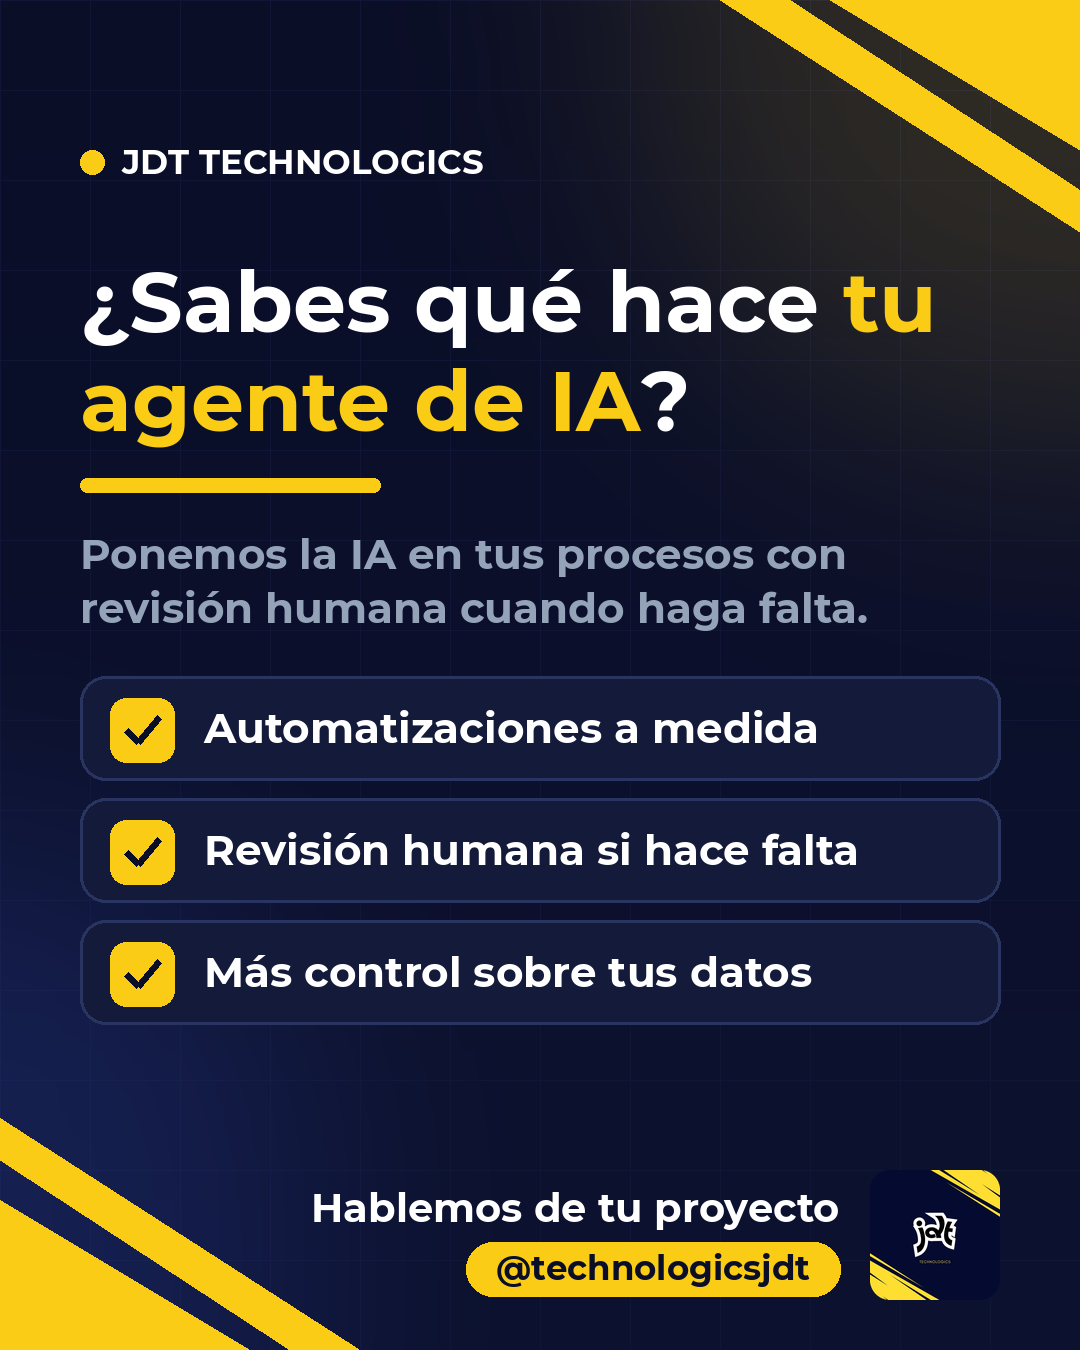 JDT TECHNOLOGICS
¿Sabes qué hace tu
agente de IA?
Ponemos la IA en tus procesos con
revisión humana cuando haga falta.
Automatizaciones a medida
Revisión humana si hace falta
Más control sobre tus datos
Hablemos de tu proyecto
@technologicsjdt
jdt
TECHNOLOGICS